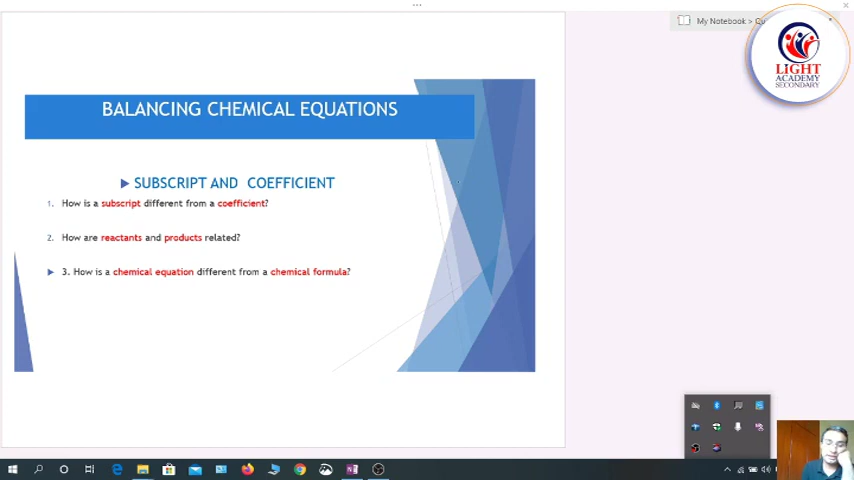 My Notebook >
LIGHT
ACADEMY
SECONDARY
BALANCING CHEMICAL EQUATIONS
SUBSCRIPT AND COEFFICIENT
1. How is a subscript different from a coefficient?
2. How are reactants and products related?
3. How is a chemical equation different from a chemical formula?